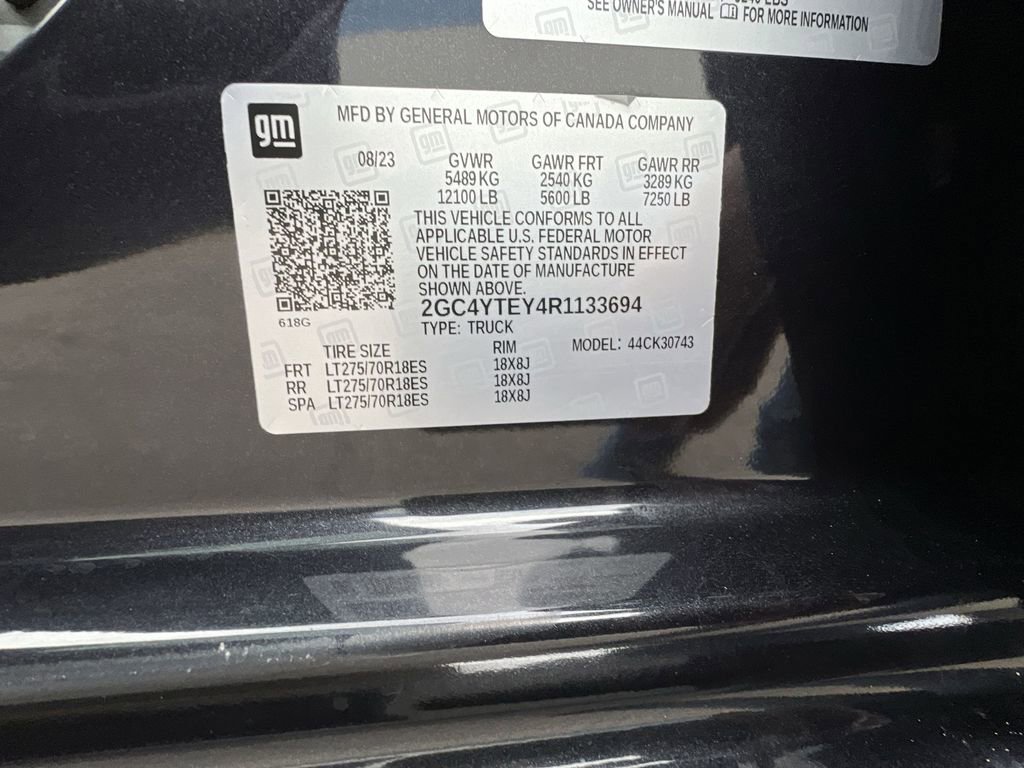 SEE OWNER'S MANUAL FOR MORE INFORMATION
gm
MFD BY GENERAL MOTORS OF CANADA COMPANY
08/23 GVWR GAWR FRT GAWR RR
5489 KG 2540 KG 3289 KG
12100 LB 5600 LB 7250 LB
THIS VEHICLE CONFORMS TO ALL
APPLICABLE U.S. FEDERAL MOTOR
VEHICLE SAFETY STANDARDS IN EFFECT
ON THE DATE OF MANUFACTURE
SHOWN ABOVE.
618G
2GC4YTEY4R1133694
TYPE: TRUCK
TIRE SIZE RIM MODEL: 44CK30743
FRT LT275/70R18ES 18X8J
RR LT275/70R18ES 18X8J
SPA LT275/70R18ES 18X8J